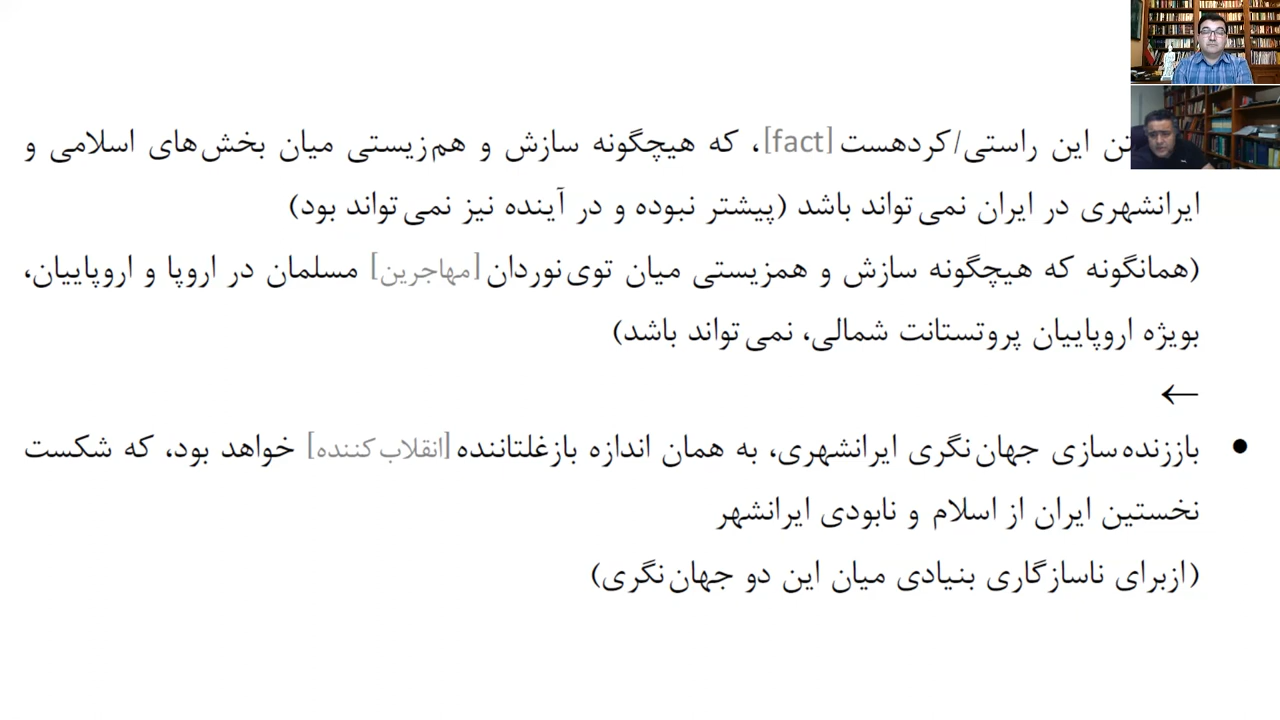 این راستی/کردهست [fact]، که هیچگونه سازش و هم‌زیستی میان بخش‌های اسلامی و
ایرانشهری در ایران نمی‌تواند باشد (پیشتر نبوده و در آینده نیز نمی‌تواند بود)
(همانگونه که هیچگونه سازش و همزیستی میان توی‌نوردان [مهاجرین] مسلمان در اروپا و اروپاییان،
بویژه اروپاییان پروتستانت شمالی، نمی‌تواند باشد)
←
• باززنده‌سازی جهان‌نگری ایرانشهری، به همان اندازه بازغلتاننده [انقلاب‌کننده] خواهد بود، که شکست
نخستین ایران از اسلام و نابودی ایرانشهر
(ازبرای ناسازگاری بنیادی میان این دو جهان‌نگری)